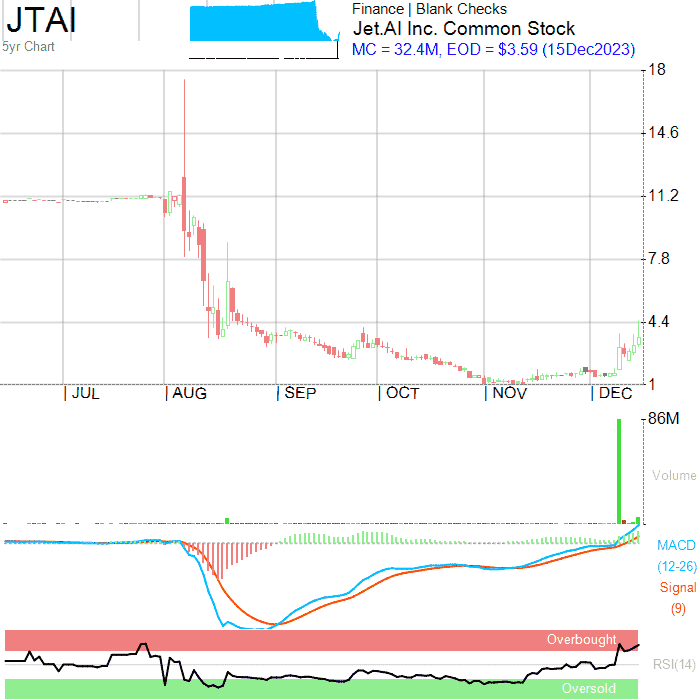 JTAI
5yr Chart
Finance | Blank Checks
Jet.AI Inc. Common Stock
MC = 32.4M, EOD = $3.59 (15Dec2023)
18
14.6
11.2
7.8
4.4
1
JUL AUG SEP OCT NOV DEC
86M
Volume
MACD
(12-26)
Signal
(9)
Overbought
RSI(14)
Oversold